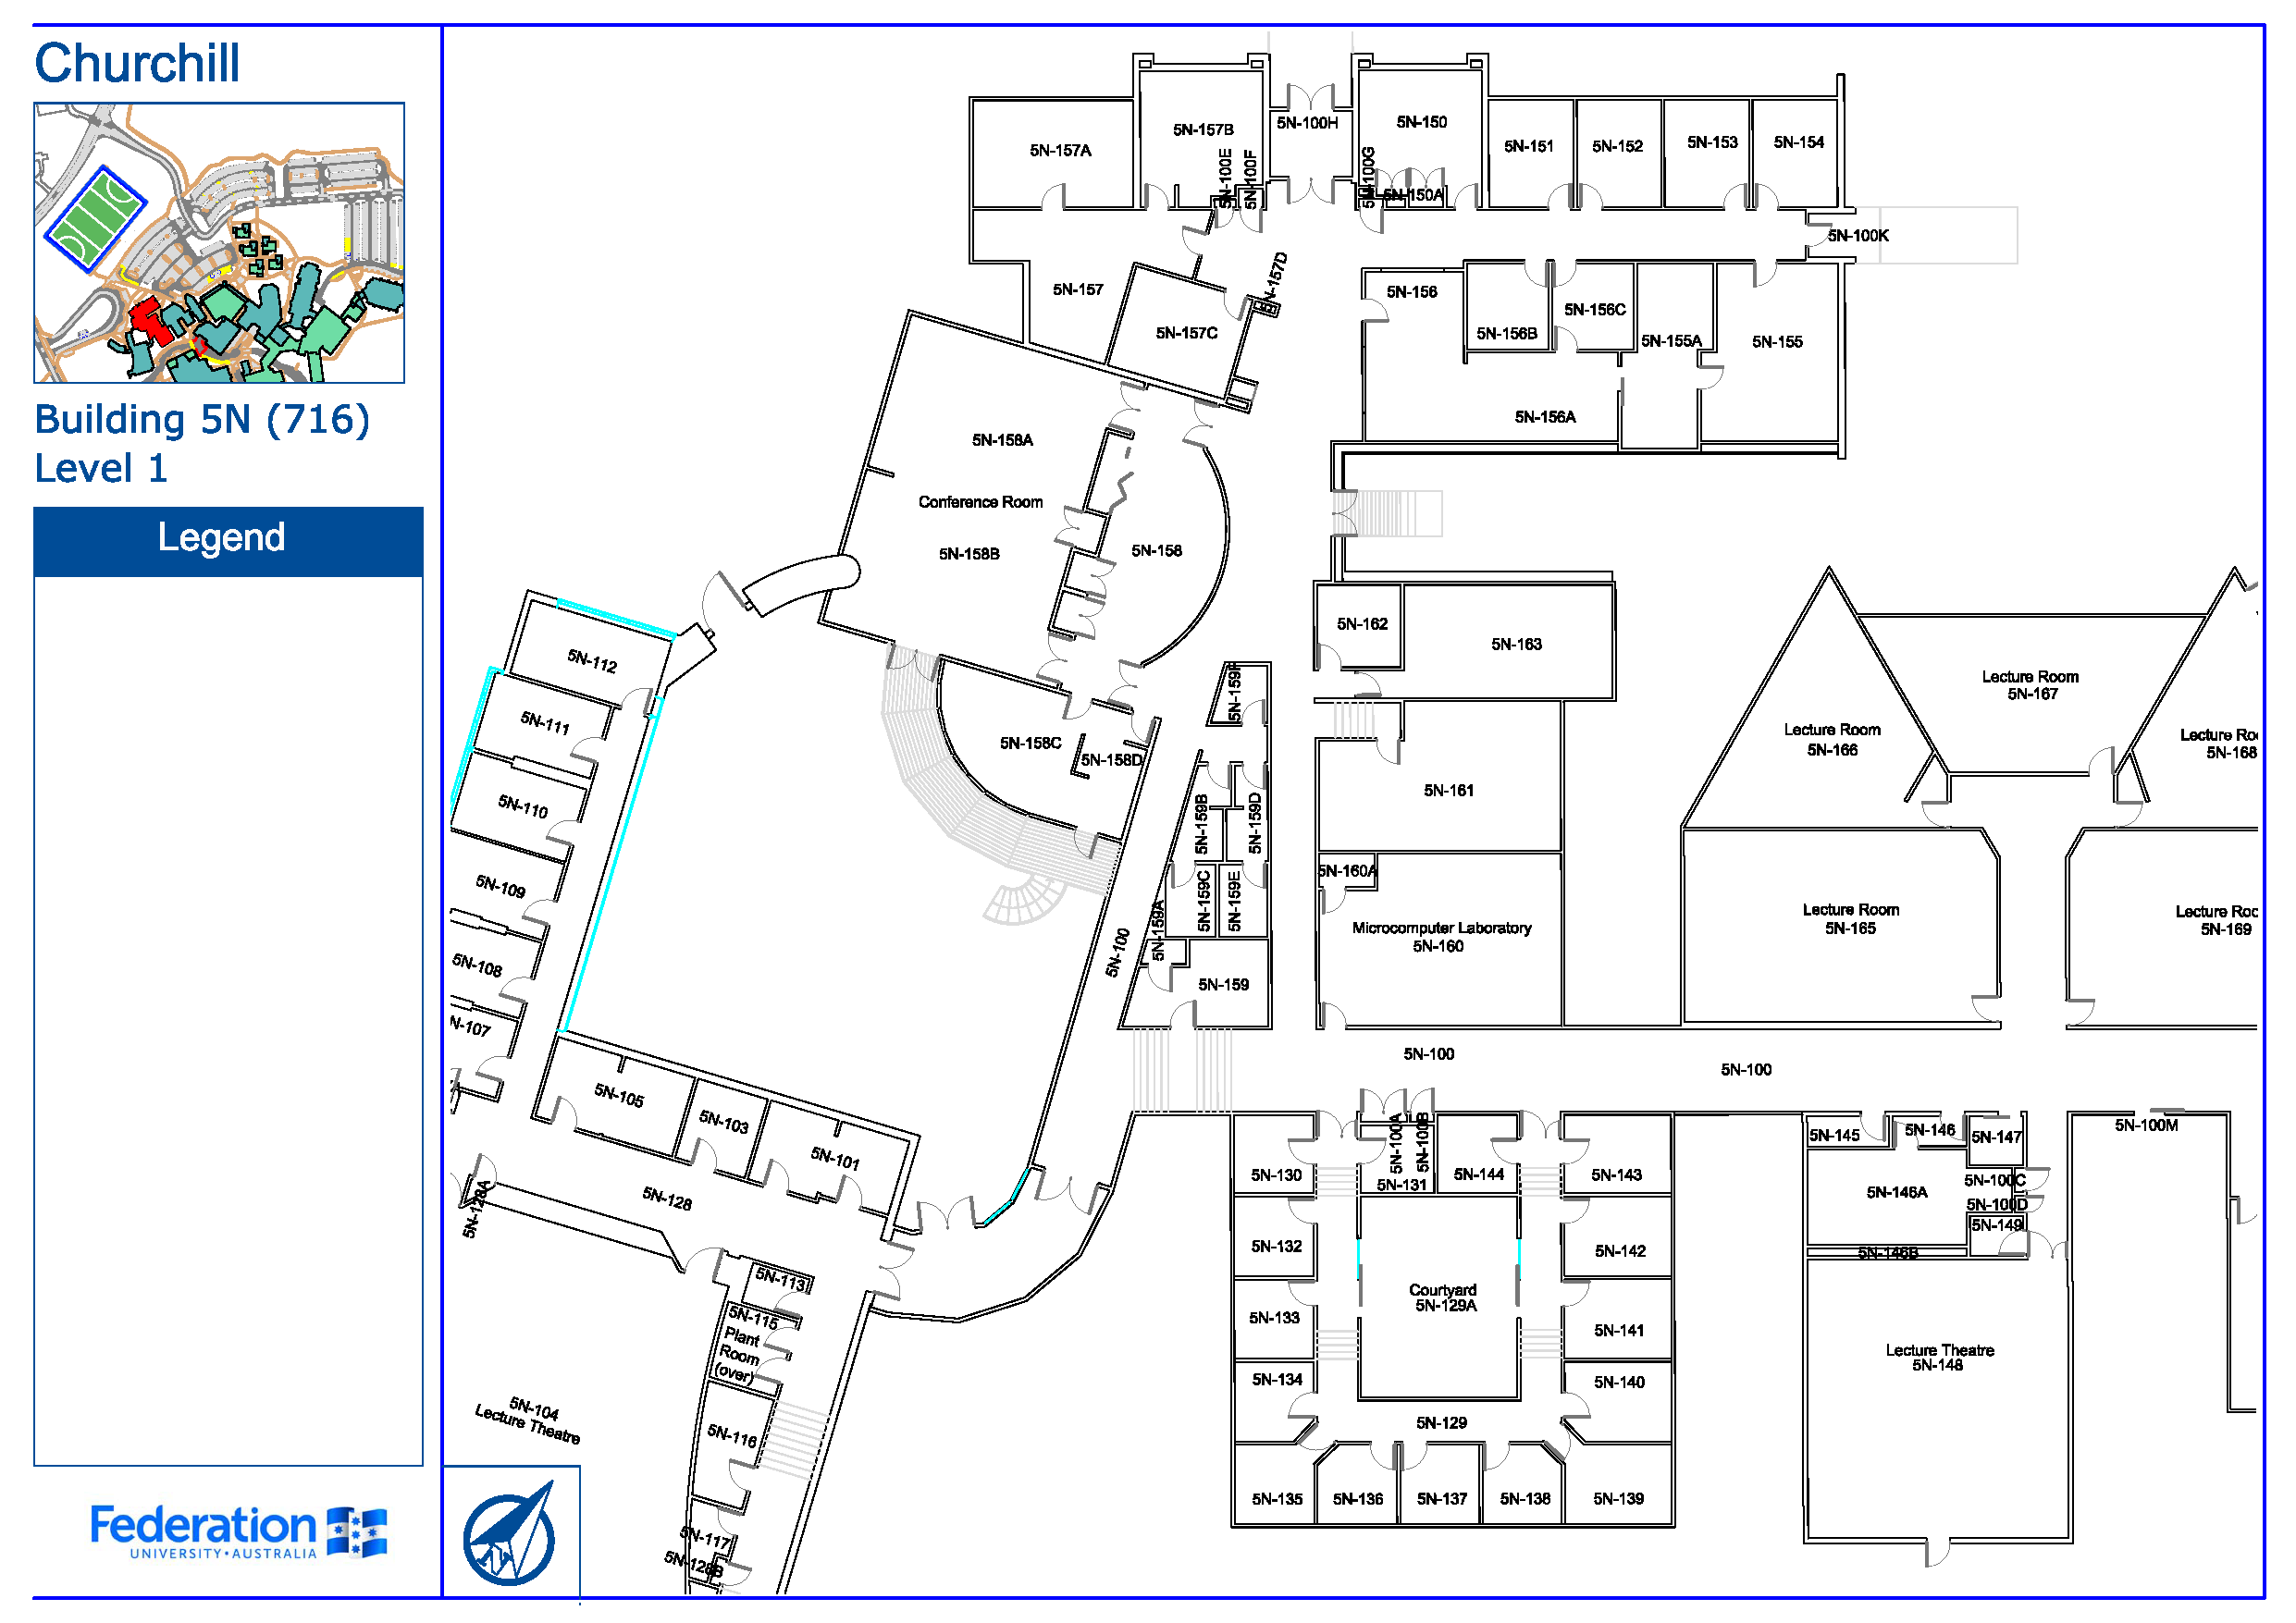 Churchill
Building 5N (716)
Level 1
Legend
Federation
UNIVERSITY • AUSTRALIA
5N-157A
5N-157B
5N-100E
5N-100F
5N-100H
5N-100G
5N-150
5N-150A
5N-151
5N-152
5N-153
5N-154
5N-100K
5N-157
5N-157D
5N-157C
5N-156
5N-156B
5N-156C
5N-155A
5N-155
5N-156A
5N-158A
Conference Room
5N-158B
5N-158
5N-158C
5N-158D
5N-112
5N-111
5N-110
5N-109
5N-108
N-107
5N-105
5N-103
5N-101
5N-128
5N-128A
5N-113
5N-115
Plant
Room
(over)
5N-116
5N-117
5N-128B
5N-104
Lecture Theatre
5N-159F
5N-159B
5N-159D
5N-159C
5N-159E
5N-159A
5N-159
5N-100
5N-162
5N-163
5N-161
5N-160A
Microcomputer Laboratory
5N-160
Lecture Room
5N-166
Lecture Room
5N-167
Lecture Roo
5N-168
Lecture Room
5N-165
Lecture Roo
5N-169
5N-100
5N-100
5N-130
5N-100A
5N-100B
5N-131
5N-144
5N-143
5N-132
5N-142
Courtyard
5N-129A
5N-133
5N-141
5N-134
5N-140
5N-129
5N-135
5N-136
5N-137
5N-138
5N-139
5N-145
5N-146
5N-147
5N-100M
5N-146A
5N-100C
5N-100D
5N-149
5N-146B
Lecture Theatre
5N-148
N